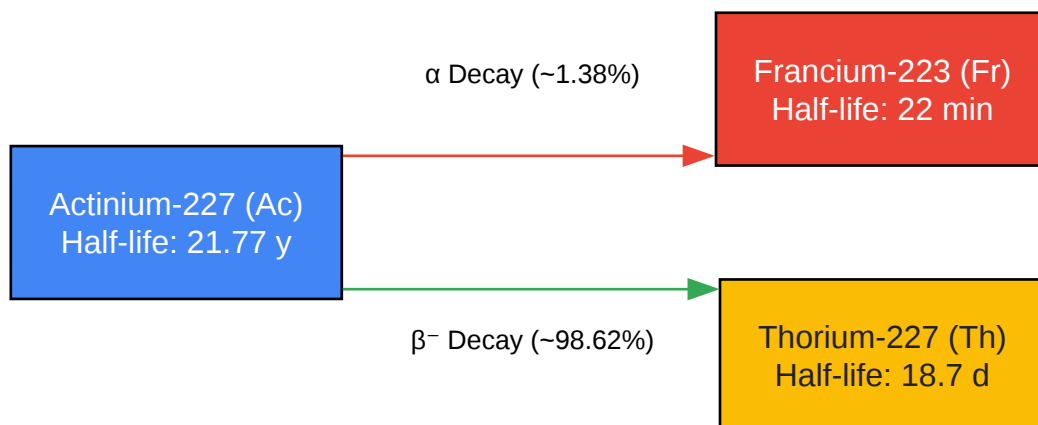 α Decay (~1.38%)
Francium-223 (Fr)
Half-life: 22 min
Actinium-227 (Ac)
Half-life: 21.77 y
β⁻ Decay (~98.62%)
Thorium-227 (Th)
Half-life: 18.7 d